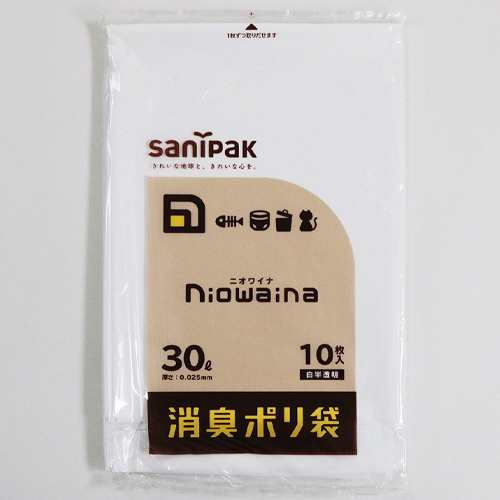 1枚ずつ取りだせます
sanipak
きれいな地球と、きれいな心を。
ニオワイナ
niowaina
30ℓ
厚さ:0.025mm
10枚入
白半透明
消臭ポリ袋